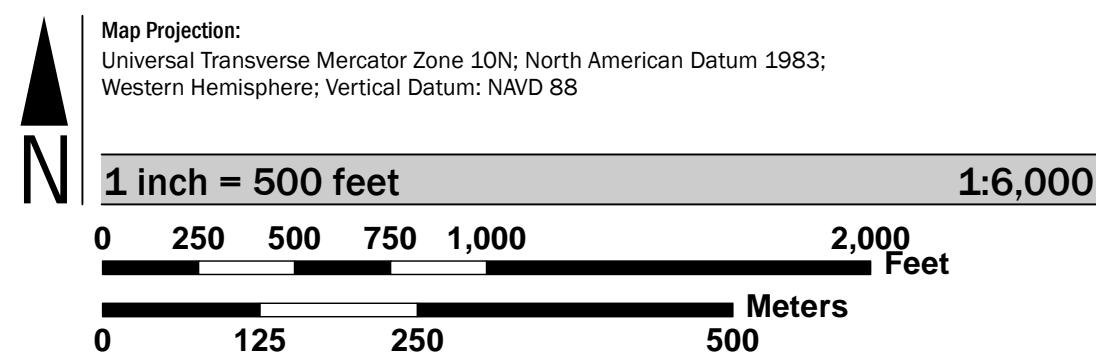 N
Map Projection:
Universal Transverse Mercator Zone 10N; North American Datum 1983;
Western Hemisphere; Vertical Datum: NAVD 88
1 inch = 500 feet 1:6,000
0 250 500 750 1,000 2,000
Feet
Meters
0 125 250 500